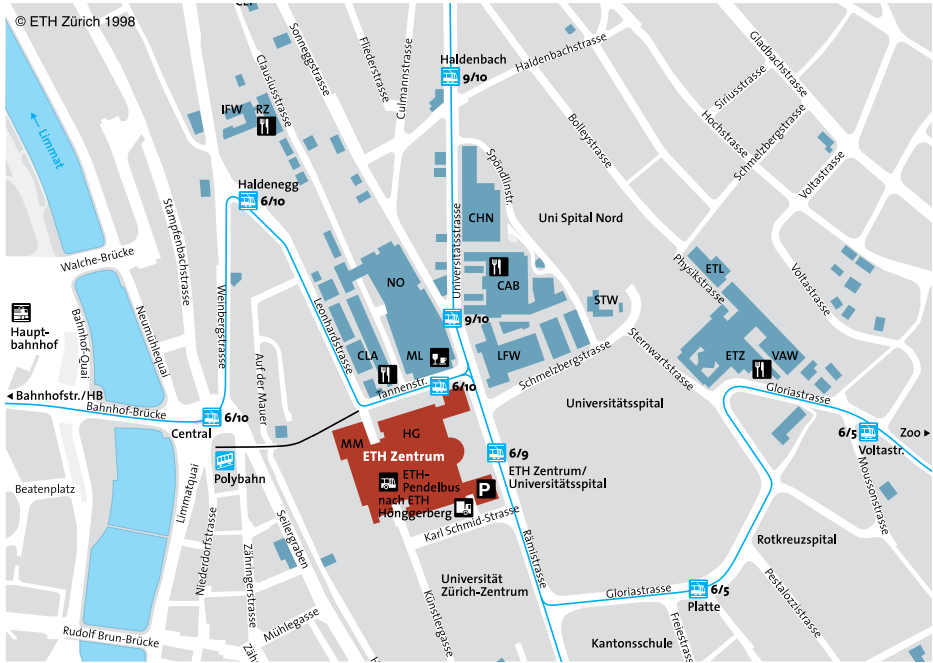 © ETH Zürich 1998
Haldenbach
9/10
Haldenbachstrasse
Gladbachstrasse
Siriusstrasse
Hochstrasse
Schmelzbergstrasse
Voltastrasse
Clausiusstrasse
Sonneggstrasse
Fliederstrasse
Culmannstrasse
Bolleystrasse
Spöndlinstr.
IFW
RZ
← Limmat
Haldenegg
6/10
Stampfenbachstrasse
Walche-Brücke
Weinbergstrasse
Neumühlequai
Bahnhof-Quai
Leonhardstrasse
Auf der Mauer
Universitätsstrasse
CHN
Uni Spital Nord
CAB
NO
STW
ETL
Physikstrasse
Voltastrasse
Haupt-
bahnhof
9/10
CLA
ML
LFW
Schmelzbergstrasse
Sternwartstrasse
ETZ
VAW
Gloriastrasse
Tannenstr.
6/10
◄ Bahnhofstr./HB
Bahnhof-Brücke
6/10
Central
Universitätsspital
6/5
Zoo ►
Voltastr.
MM
HG
ETH Zentrum
6/9
ETH Zentrum/
Universitätsspital
Polybahn
ETH-
Pendelbus
nach ETH
Hönggerberg
P
Karl Schmid-Strasse
Beatenplatz
Limmatquai
Niederdorfstrasse
Seilergraben
Zähringerstrasse
Moussonstrasse
Rotkreuzspital
Rämistrasse
Universität
Zürich-Zentrum
Künstlergasse
Gloriastrasse
6/5
Platte
Pestalozzistrasse
Freiestrasse
Mühlegasse
Rudolf Brun-Brücke
Kantonsschule